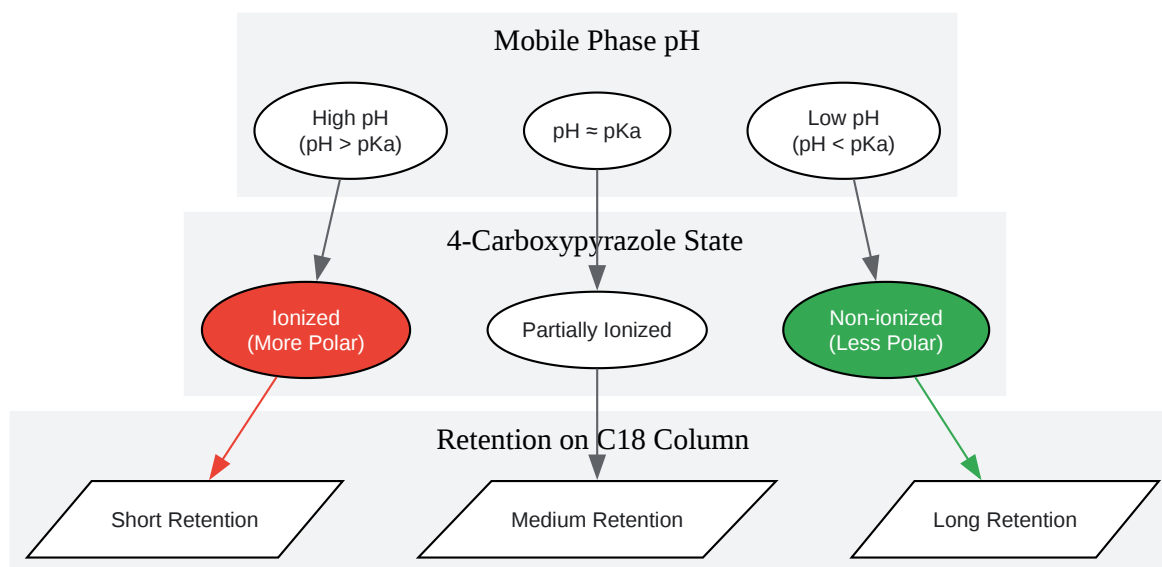 Mobile Phase pH
High pH
(pH > pKa)
pH ≈ pKa
Low pH
(pH < pKa)
4-Carboxypyrazole State
Ionized
(More Polar)
Partially Ionized
Non-ionized
(Less Polar)
Retention on C18 Column
Short Retention
Medium Retention
Long Retention